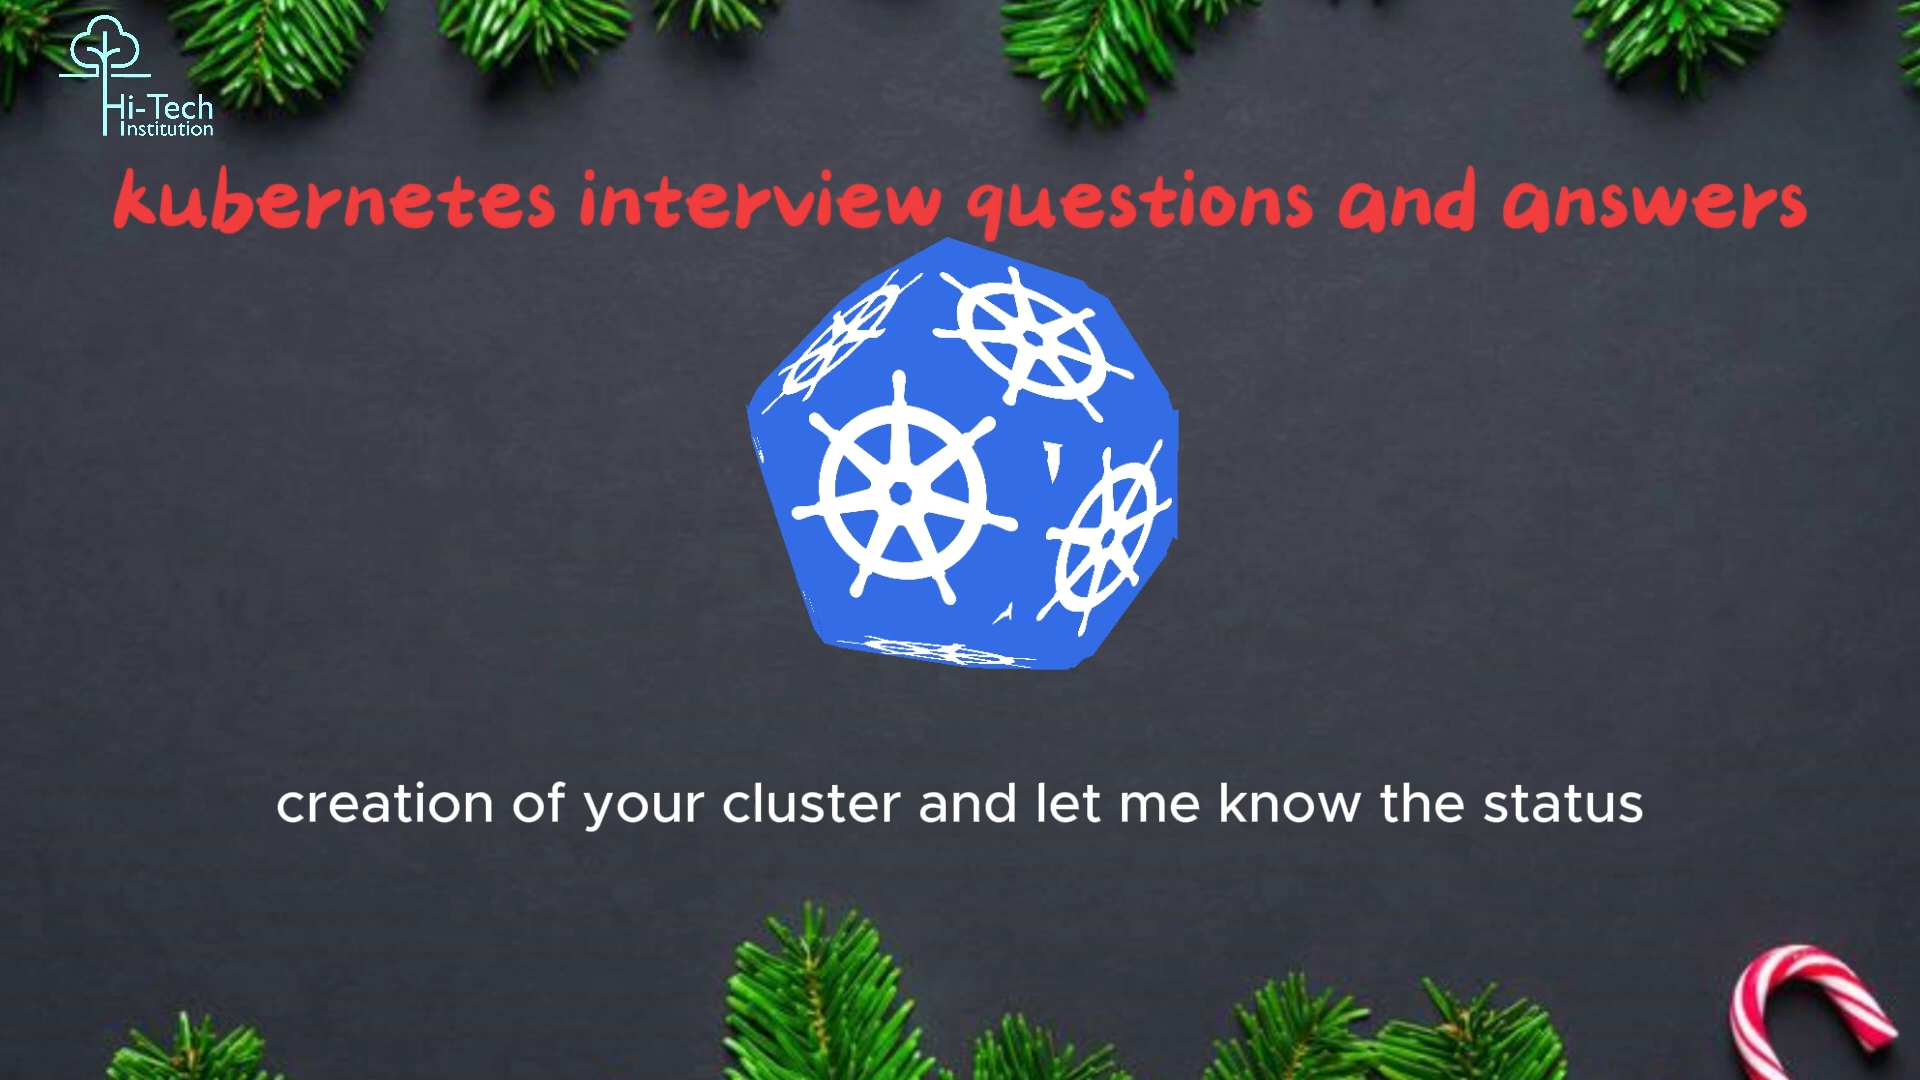 Hi-Tech
Institution
kubernetes interview questions and answers
creation of your cluster and let me know the status